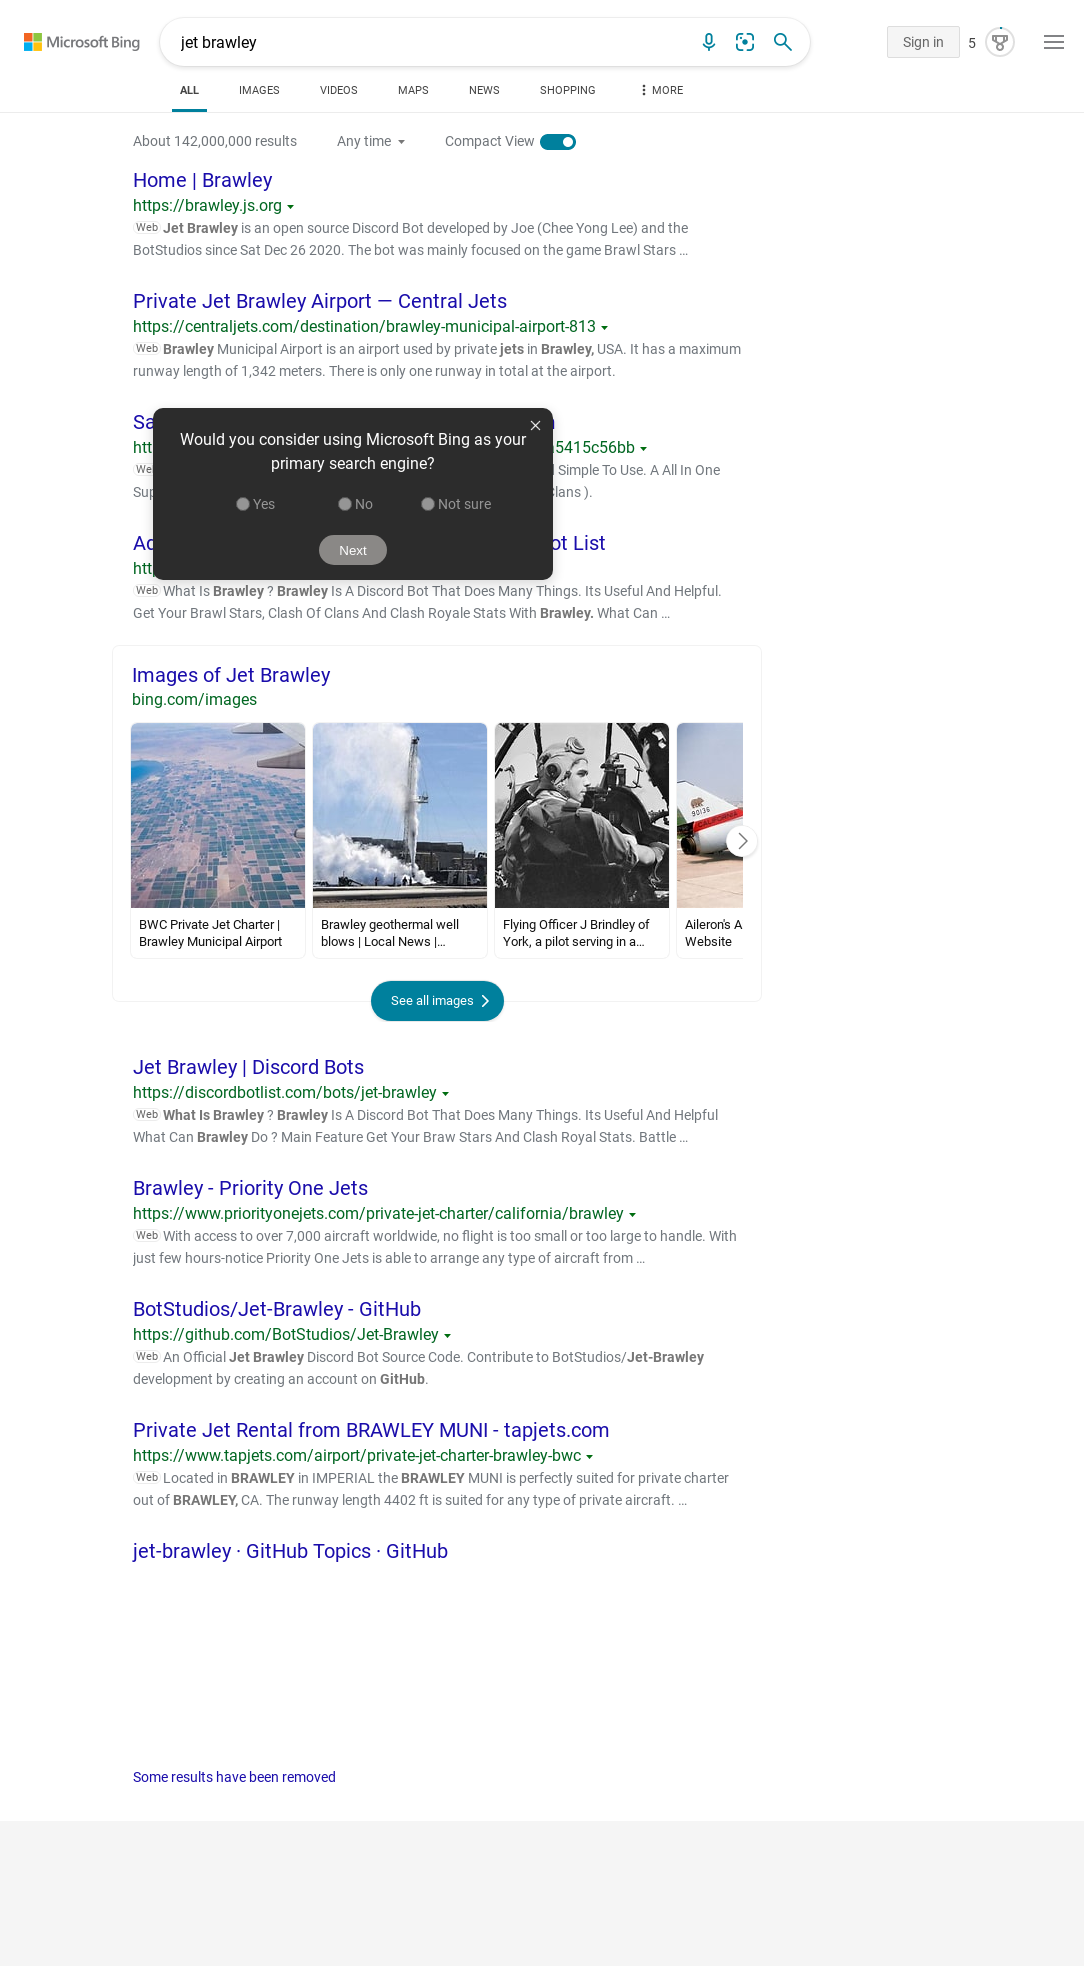 Microsoft Bing
jet brawley
Sign in
5
ALL
IMAGES
VIDEOS
MAPS
NEWS
SHOPPING
MORE
About 142,000,000 results
Any time
Compact View
Home | Brawley
https://brawley.js.org
Web Jet Brawley is an open source Discord Bot developed by Joe (Chee Yong Lee) and the
BotStudios since Sat Dec 26 2020. The bot was mainly focused on the game Brawl Stars …
Private Jet Brawley Airport — Central Jets
https://centraljets.com/destination/brawley-municipal-airport-813
Web Brawley Municipal Airport is an airport used by private jets in Brawley, USA. It has a maximum
runway length of 1,342 meters. There is only one runway in total at the airport.
5415c56bb
Simple To Use. A All In One
Clans ).
Would you consider using Microsoft Bing as your
primary search engine?
Yes
No
Not sure
Next
List
Web What Is Brawley ? Brawley Is A Discord Bot That Does Many Things. Its Useful And Helpful.
Get Your Brawl Stars, Clash Of Clans And Clash Royale Stats With Brawley. What Can …
Images of Jet Brawley
bing.com/images
90136
CALIFORNIA
BWC Private Jet Charter |
Brawley Municipal Airport
Brawley geothermal well
blows | Local News |…
Flying Officer J Brindley of
York, a pilot serving in a…
Aileron's A
Website
See all images
Jet Brawley | Discord Bots
https://discordbotlist.com/bots/jet-brawley
Web What Is Brawley ? Brawley Is A Discord Bot That Does Many Things. Its Useful And Helpful
What Can Brawley Do ? Main Feature Get Your Braw Stars And Clash Royal Stats. Battle …
Brawley - Priority One Jets
https://www.priorityonejets.com/private-jet-charter/california/brawley
Web With access to over 7,000 aircraft worldwide, no flight is too small or too large to handle. With
just few hours-notice Priority One Jets is able to arrange any type of aircraft from …
BotStudios/Jet-Brawley - GitHub
https://github.com/BotStudios/Jet-Brawley
Web An Official Jet Brawley Discord Bot Source Code. Contribute to BotStudios/Jet-Brawley
development by creating an account on GitHub.
Private Jet Rental from BRAWLEY MUNI - tapjets.com
https://www.tapjets.com/airport/private-jet-charter-brawley-bwc
Web Located in BRAWLEY in IMPERIAL the BRAWLEY MUNI is perfectly suited for private charter
out of BRAWLEY, CA. The runway length 4402 ft is suited for any type of private aircraft. …
jet-brawley · GitHub Topics · GitHub
Some results have been removed